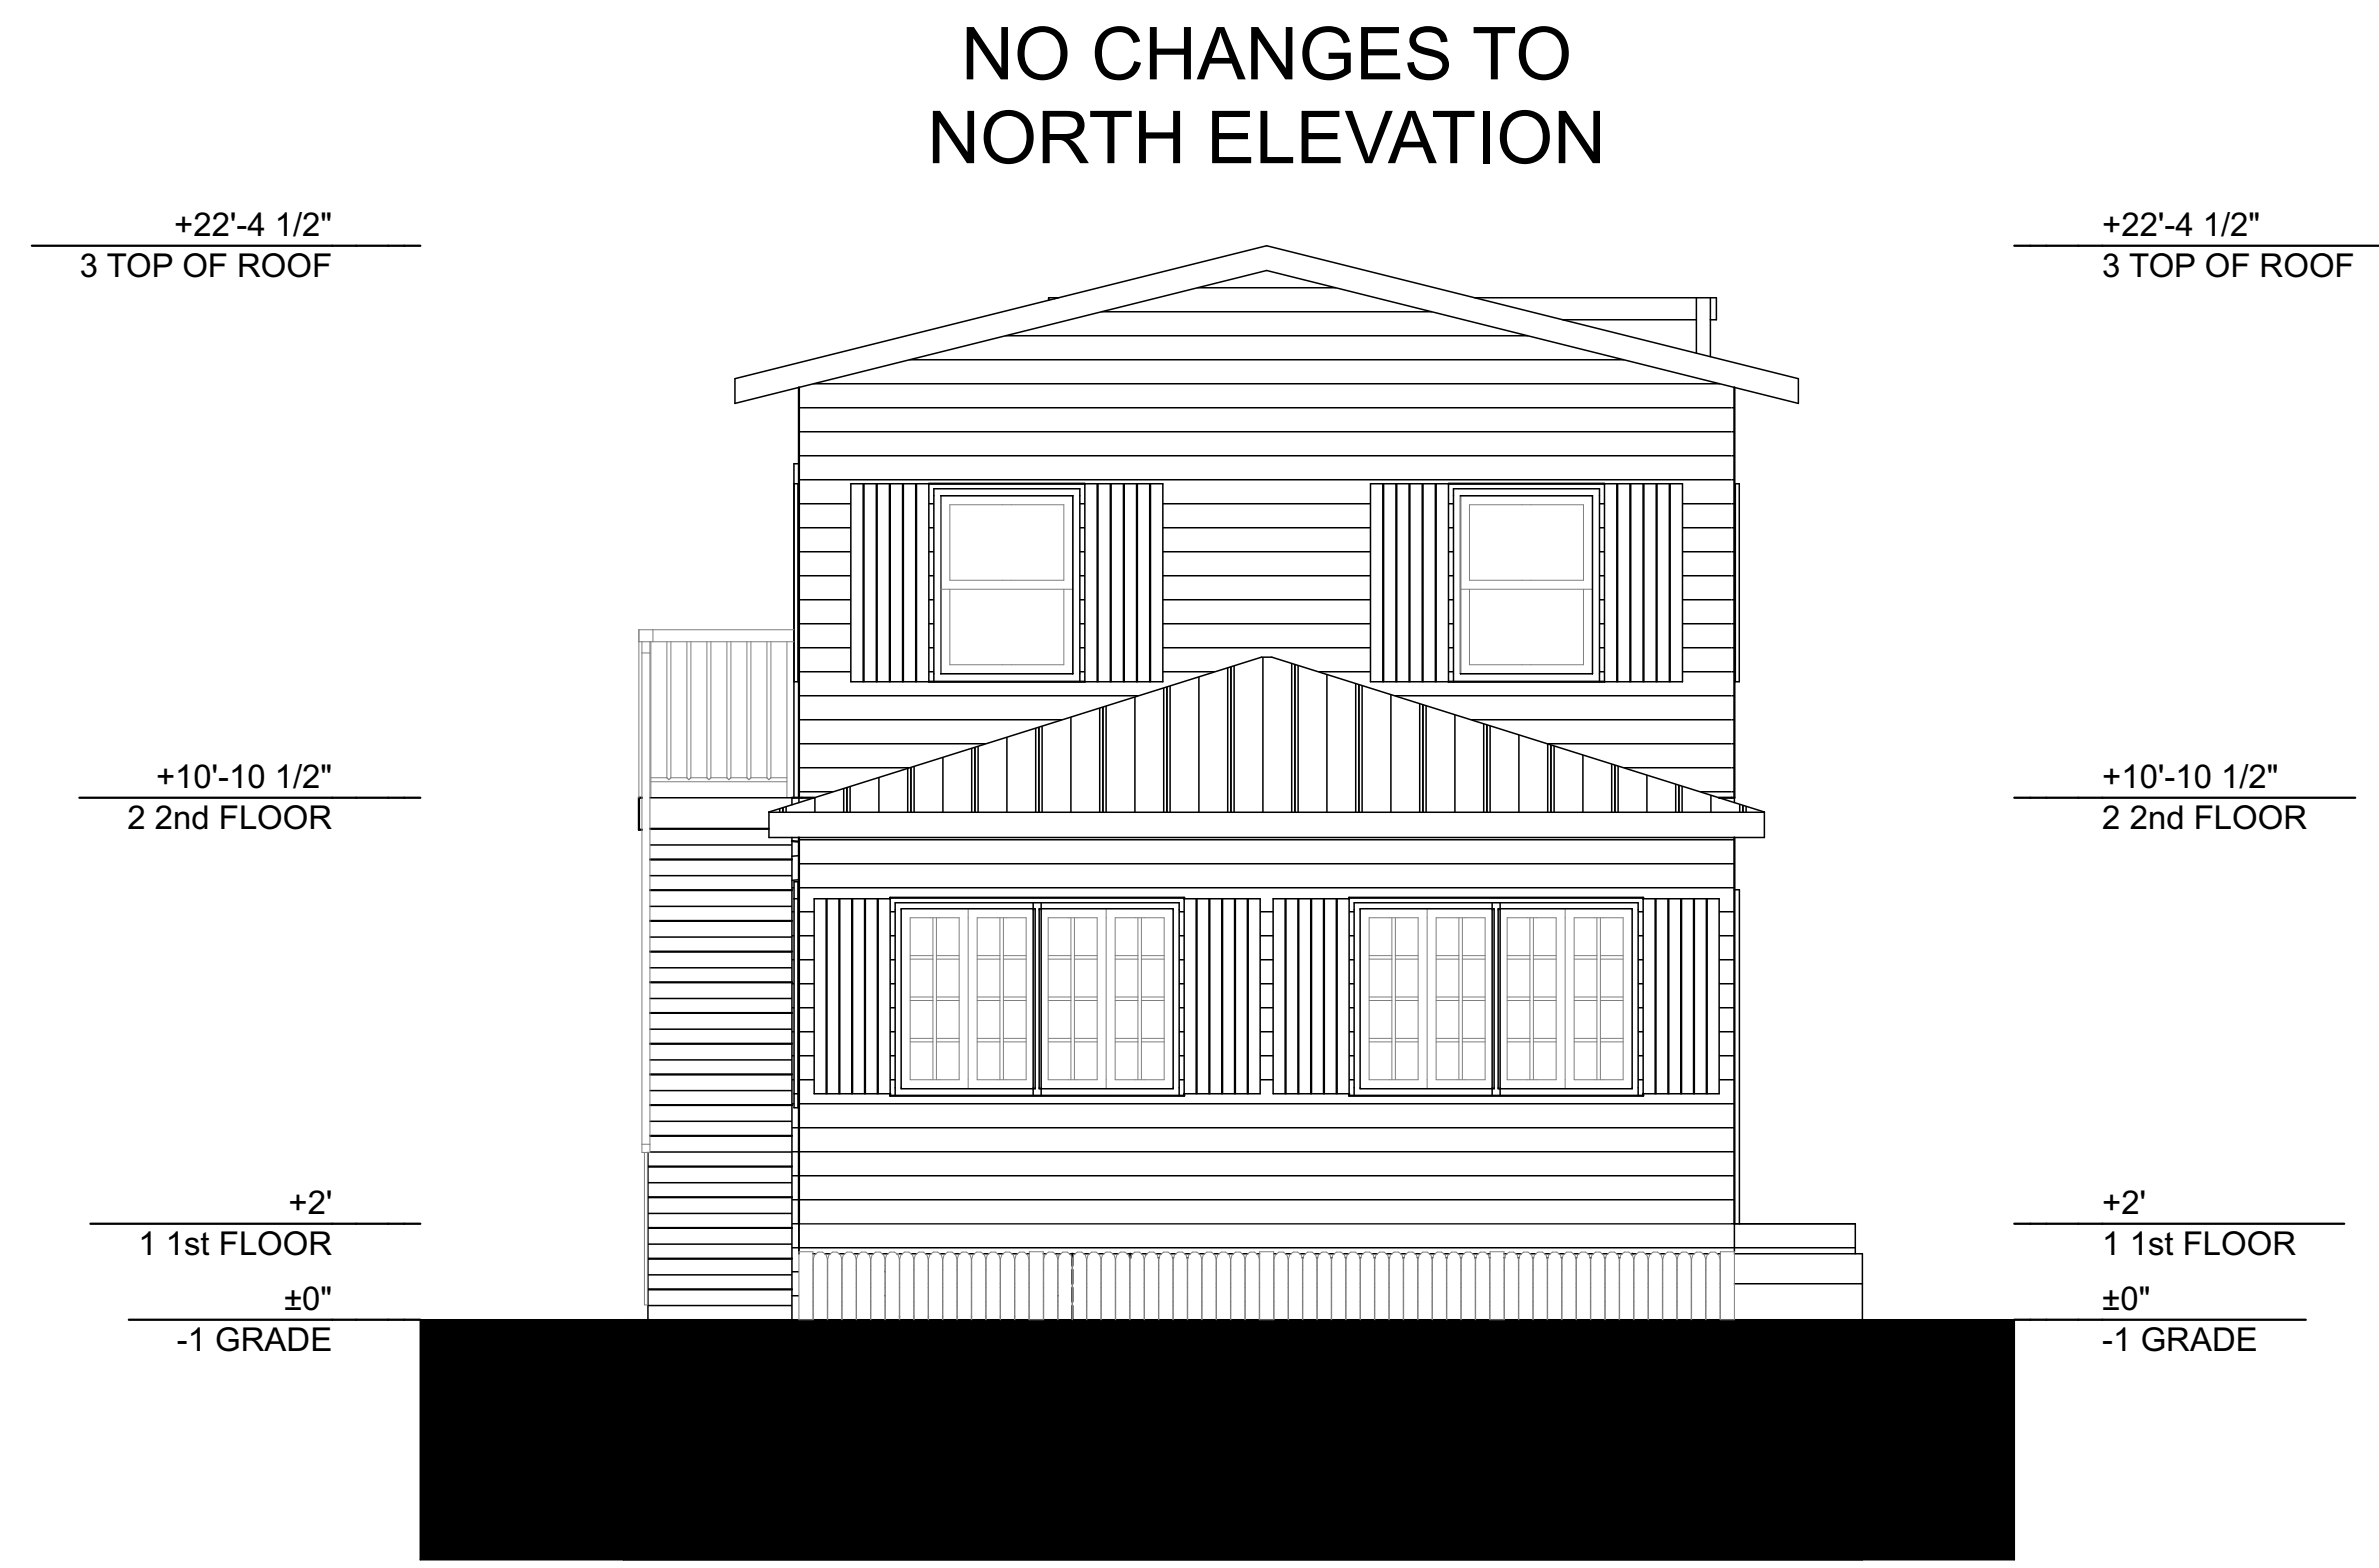 NO CHANGES TO
NORTH ELEVATION
+22'-4 1/2"
3 TOP OF ROOF
+22'-4 1/2"
3 TOP OF ROOF
+10'-10 1/2"
2 2nd FLOOR
+10'-10 1/2"
2 2nd FLOOR
+2'
1 1st FLOOR
+2'
1 1st FLOOR
±0"
-1 GRADE
±0"
-1 GRADE